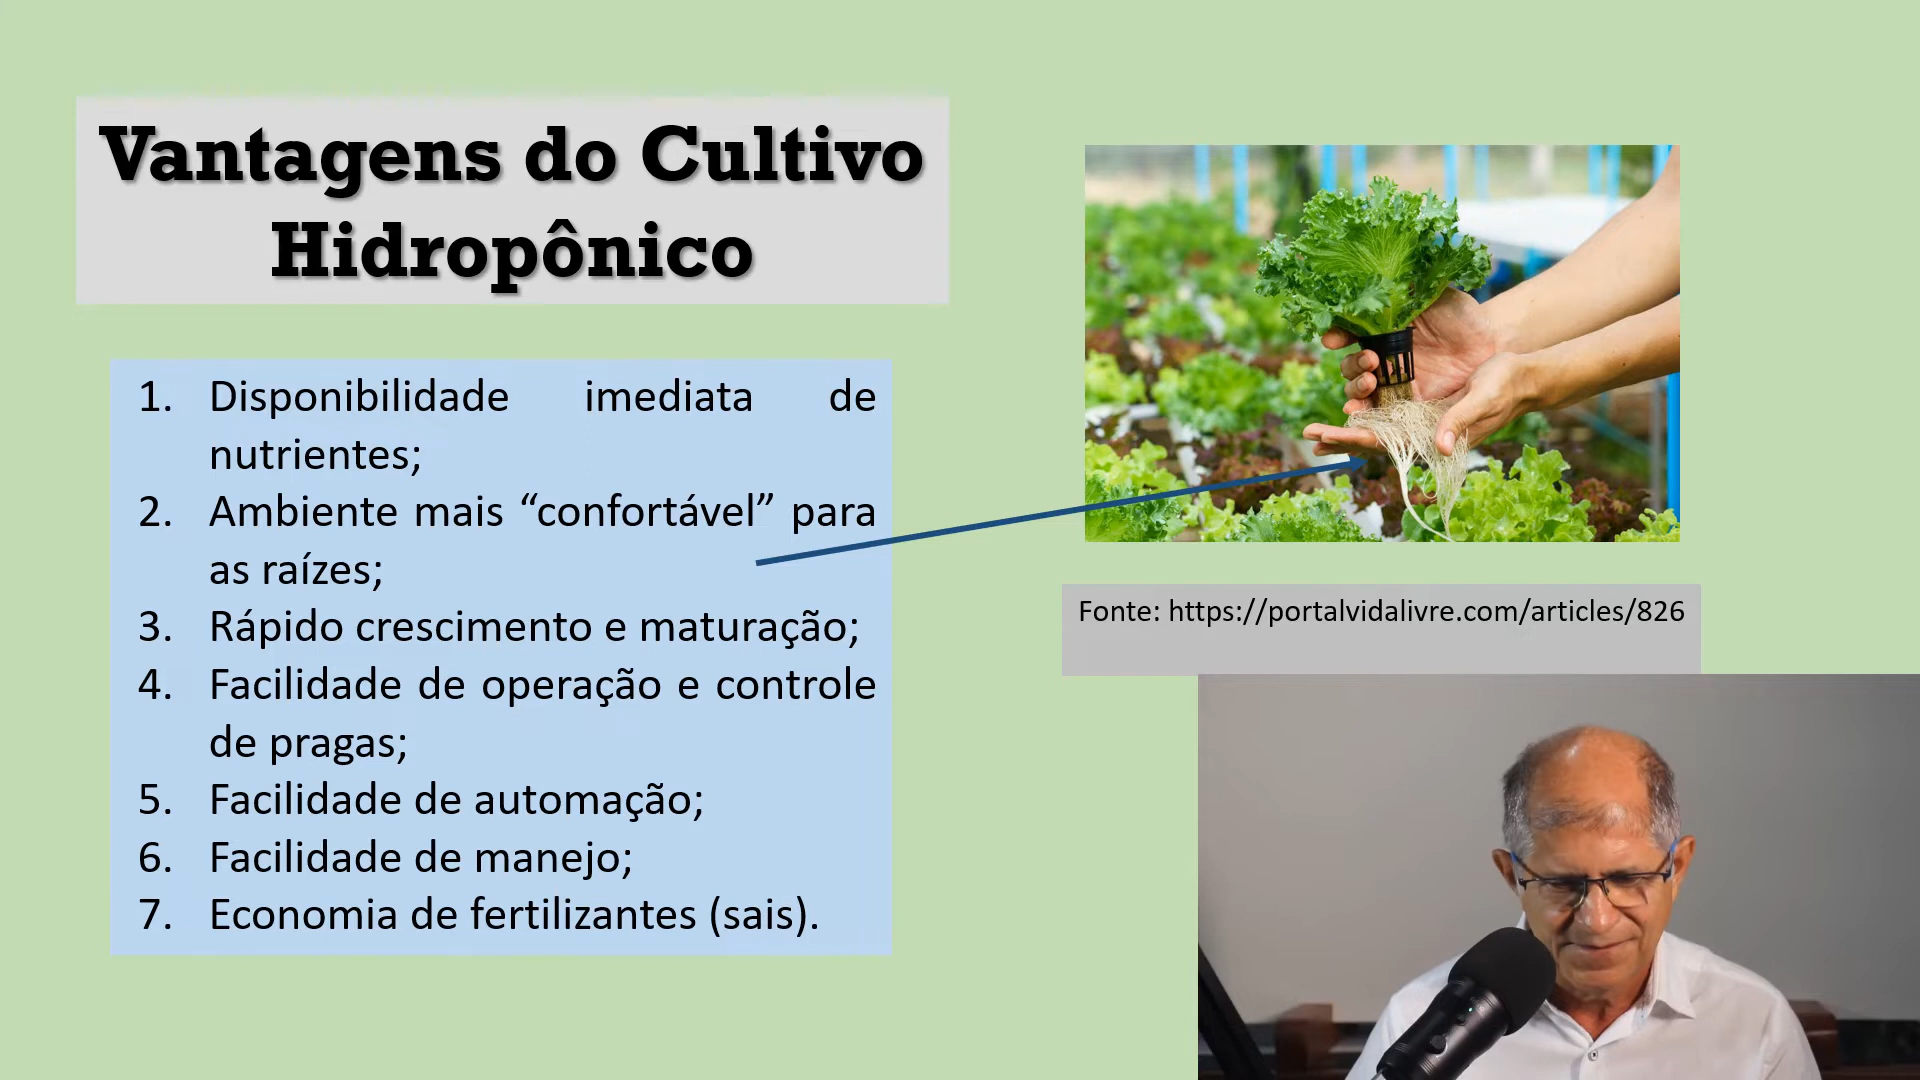 Vantagens do Cultivo
Hidropônico
1. Disponibilidade imediata de
nutrientes;
2. Ambiente mais “confortável” para
as raízes;
3. Rápido crescimento e maturação;
4. Facilidade de operação e controle
de pragas;
5. Facilidade de automação;
6. Facilidade de manejo;
7. Economia de fertilizantes (sais).
Fonte: https://portalvidalivre.com/articles/826